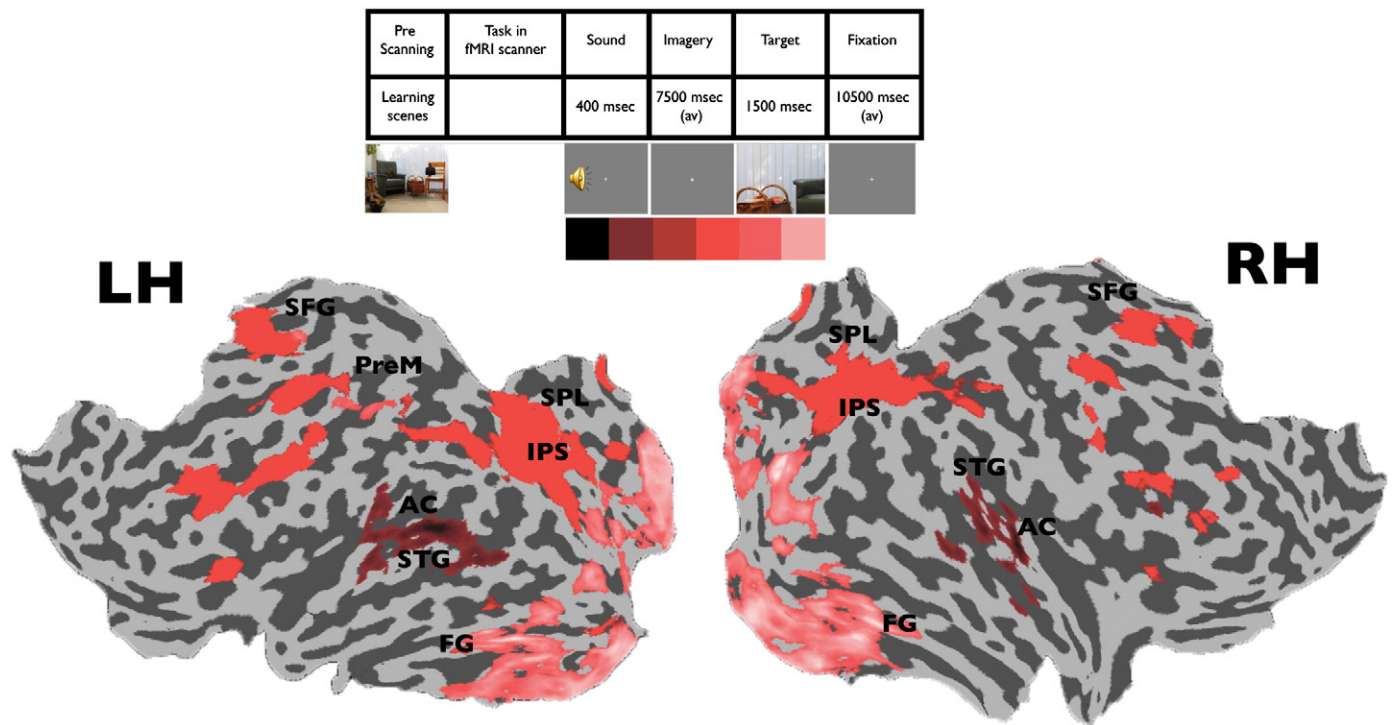 Pre Scanning
Task in fMRI scanner
Sound
Imagery
Target
Fixation
Learning scenes
400 msec
7500 msec (av)
1500 msec
10500 msec (av)
LH
RH
SFG
PreM
SPL
IPS
AC
STG
FG
SFG
SPL
IPS
STG
AC
FG